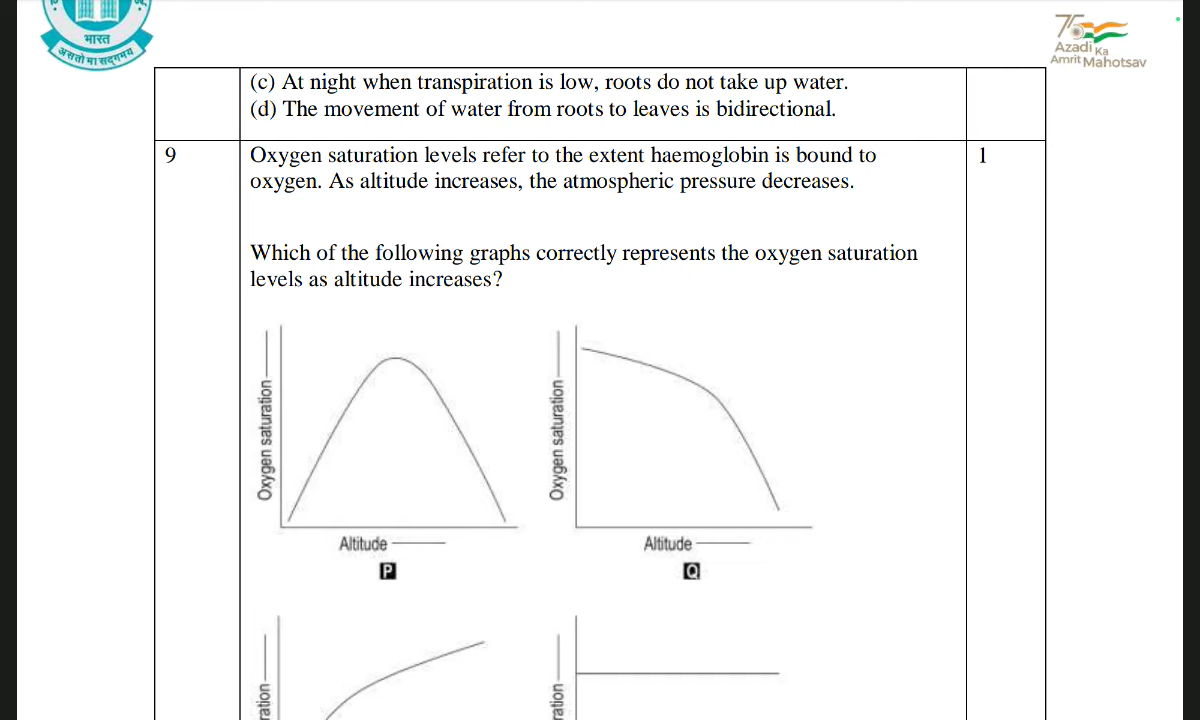 भारत
असतो मा सद्गमय
75
Azadi Ka
Amrit Mahotsav
(c) At night when transpiration is low, roots do not take up water.
(d) The movement of water from roots to leaves is bidirectional.
9
Oxygen saturation levels refer to the extent haemoglobin is bound to
1
oxygen. As altitude increases, the atmospheric pressure decreases.
Which of the following graphs correctly represents the oxygen saturation
levels as altitude increases?
Oxygen saturation
Oxygen saturation
Altitude
Altitude
P
Q
ration
ration